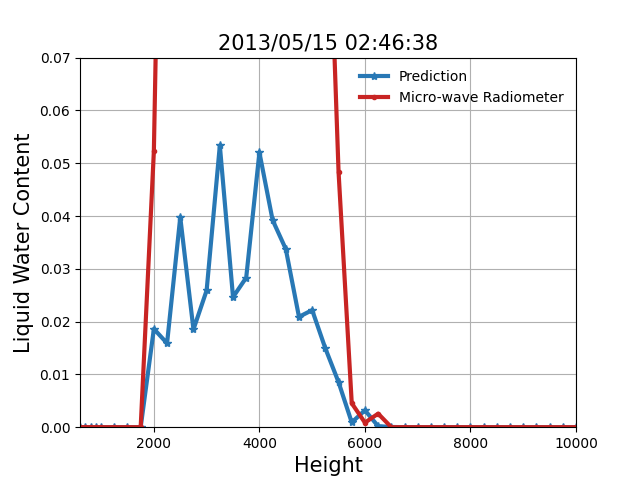 2013/05/15 02:46:38
0.07
0.06
0.05
0.04
0.03
0.02
0.01
0.00
Liquid Water Content
Prediction
Micro-wave Radiometer
2000 4000 6000 8000 10000
Height